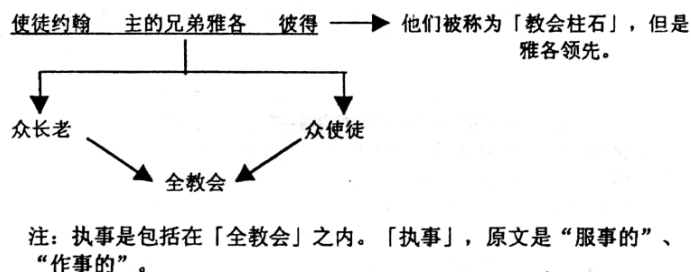 使徒约翰 主的兄弟雅各 彼得 他们被称为「教会柱石」，但是
雅各领先。
众长老 众使徒
全教会
注：执事是包括在「全教会」之内。「执事」，原文是“服事的”、
“作事的”。